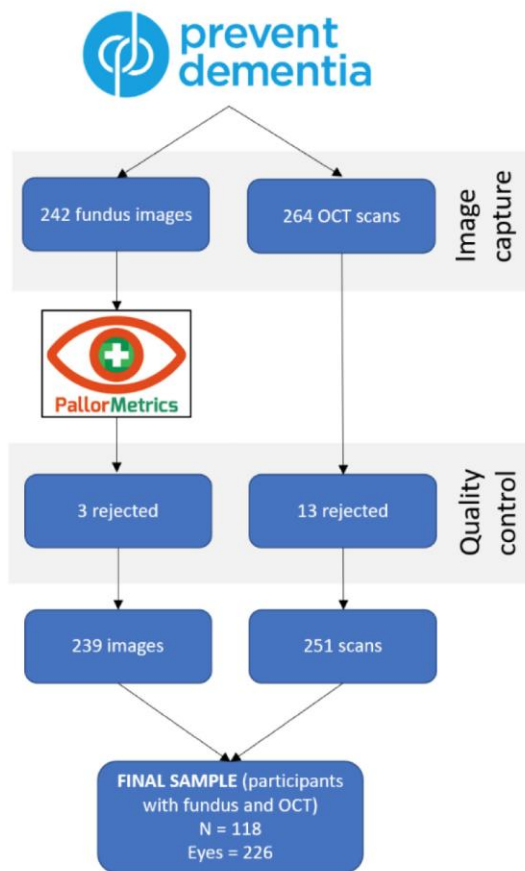 prevent
dementia
242 fundus images
264 OCT scans
Image
capture
PallorMetrics
3 rejected
13 rejected
Quality
control
239 images
251 scans
FINAL SAMPLE (participants
with fundus and OCT)
N = 118
Eyes = 226